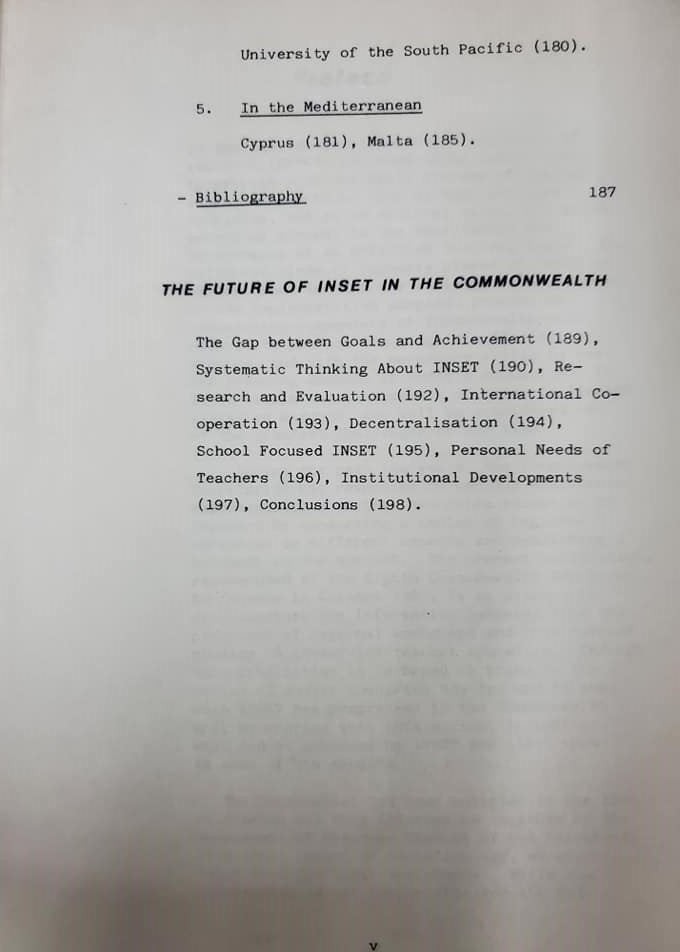 University of the South Pacific (180).
5. In the Mediterranean
Cyprus (181), Malta (185).
– Bibliography 187
THE FUTURE OF INSET IN THE COMMONWEALTH
The Gap between Goals and Achievement (189),
Systematic Thinking About INSET (190), Re-
search and Evaluation (192), International Co-
operation (193), Decentralisation (194),
School Focused INSET (195), Personal Needs of
Teachers (196), Institutional Developments
(197), Conclusions (198).
v